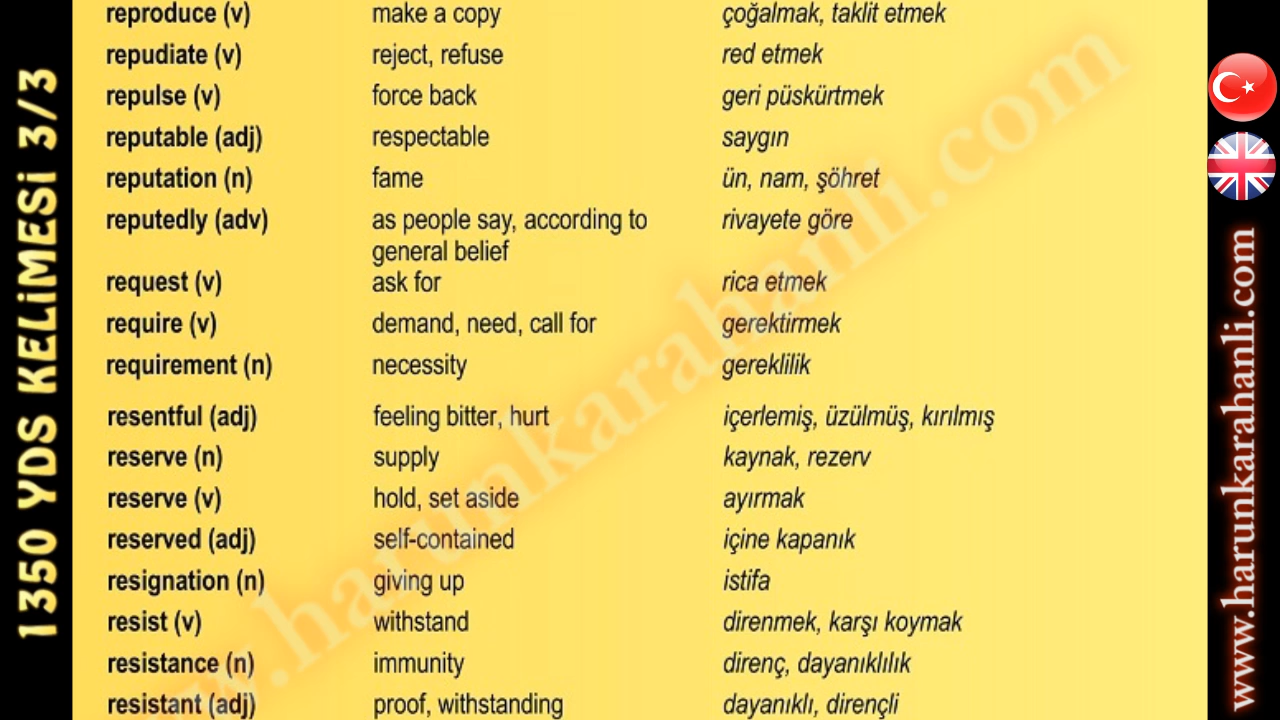 1350 YDS KELİMESİ 3/3
reproduce (v) make a copy çoğalmak, taklit etmek
repudiate (v) reject, refuse red etmek
repulse (v) force back geri püskürtmek
reputable (adj) respectable saygın
reputation (n) fame ün, nam, şöhret
reputedly (adv) as people say, according to rivayete göre
general belief
request (v) ask for rica etmek
require (v) demand, need, call for gerektirmek
requirement (n) necessity gereklilik
resentful (adj) feeling bitter, hurt içerlemiş, üzülmüş, kırılmış
reserve (n) supply kaynak, rezerv
reserve (v) hold, set aside ayırmak
reserved (adj) self-contained içine kapanık
resignation (n) giving up istifa
resist (v) withstand direnmek, karşı koymak
resistance (n) immunity direnç, dayanıklılık
resistant (adj) proof, withstanding dayanıklı, dirençli
www.harunkarahanli.com
w.harunkarahanli.com